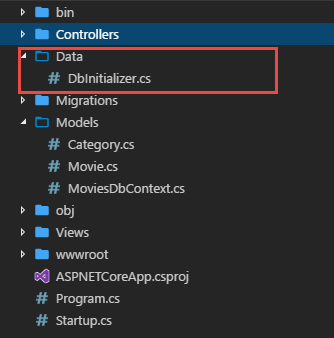 bin
Controllers
Data
# DbInitializer.cs
Migrations
Models
# Category.cs
# Movie.cs
# MoviesDbContext.cs
obj
Views
wwwroot
ASPNETCoreApp.csproj
# Program.cs
# Startup.cs